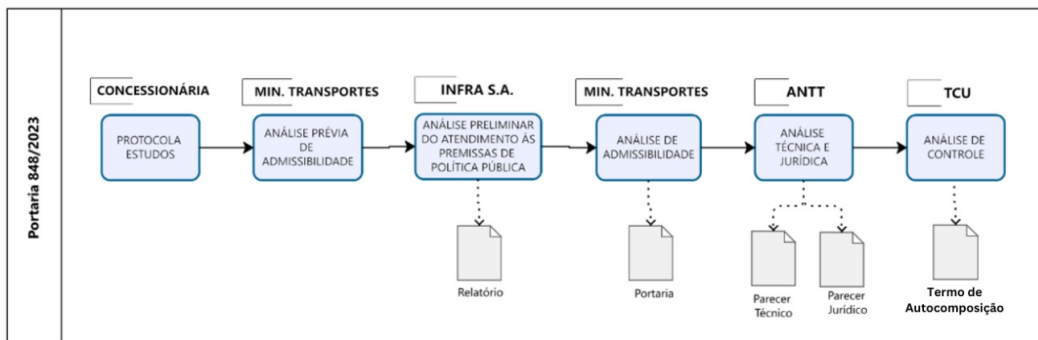 Portaria 848/2023
CONCESSIONÁRIA
PROTOCOLA
ESTUDOS
MIN. TRANSPORTES
ANÁLISE PRÉVIA
DE
ADMISSIBILIDADE
INFRA S.A.
ANÁLISE PRELIMINAR
DO ATENDIMENTO ÁS
PREMISSAS DE
POLÍTICA PÚBLICA
Relatório
MIN. TRANSPORTES
ANÁLISE DE
ADMISSIBILIDADE
Portaria
ANTT
ANÁLISE
TÉCNICA E
JURÍDICA
Parecer
Técnico
Parecer
Jurídico
TCU
ANÁLISE DE
CONTROLE
Termo de
Autocomposição